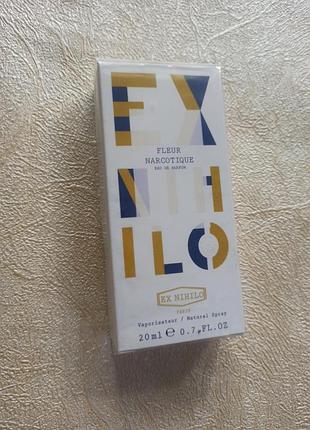 EX
FLEUR
NARCOTIQUE
EAU DE PARFUM
NIH
ILO
EX NIHILO
PARIS
Vaporisateur / Natural Spray
20ml ℮ 0.7 FL.OZ